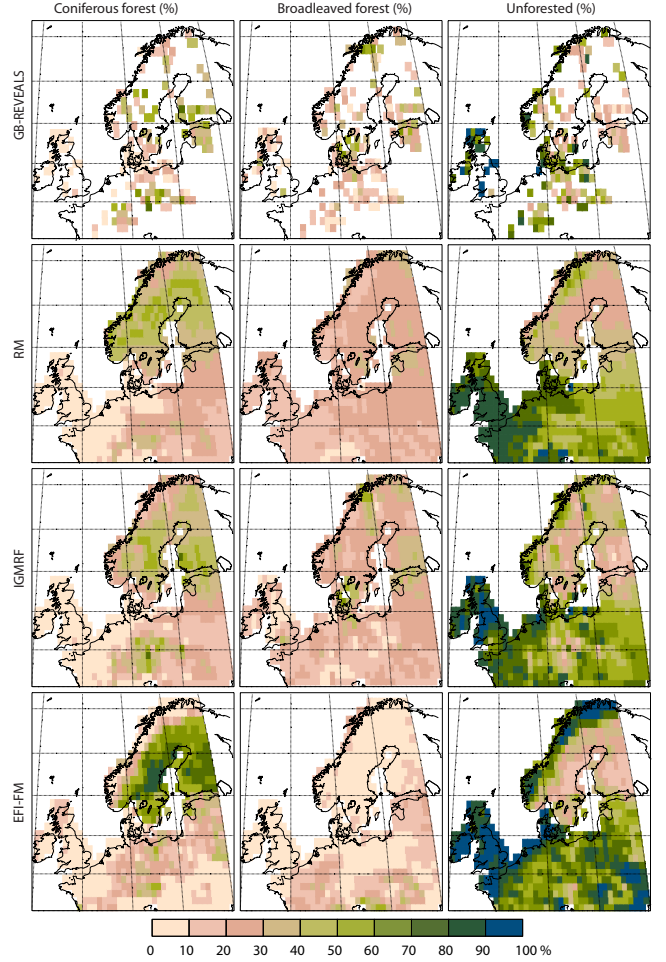 Coniferous forest (%) Broadleaved forest (%) Unforested (%)
GB-REVEALS
RM
IGMRF
EFI-FM
0 10 20 30 40 50 60 70 80 90 100 %